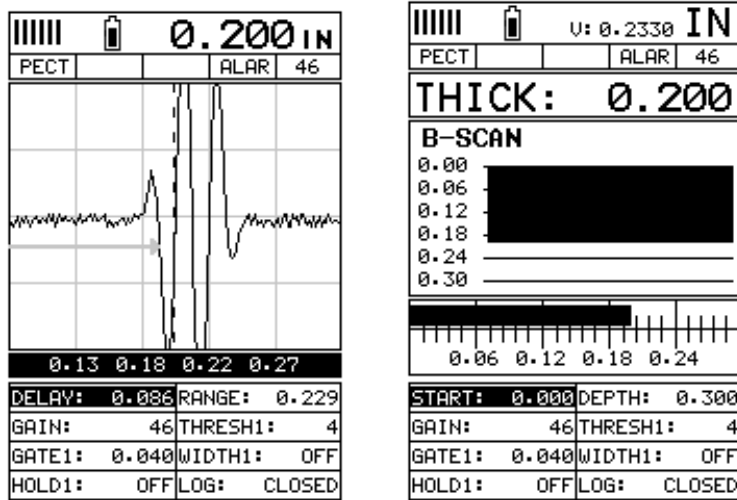 0.200 IN
PECT ALAR 46
0.13 0.18 0.22 0.27
DELAY: 0.086 RANGE: 0.229
GAIN: 46 THRESH1: 4
GATE1: 0.040 WIDTH1: OFF
HOLD1: OFF LOG: CLOSED
V: 0.2330 IN
PECT ALAR 46
THICK: 0.200
B-SCAN
0.00
0.06
0.12
0.18
0.24
0.30
0.06 0.12 0.18 0.24
START: 0.000 DEPTH: 0.300
GAIN: 46 THRESH1: 4
GATE1: 0.040 WIDTH1: OFF
HOLD1: OFF LOG: CLOSED